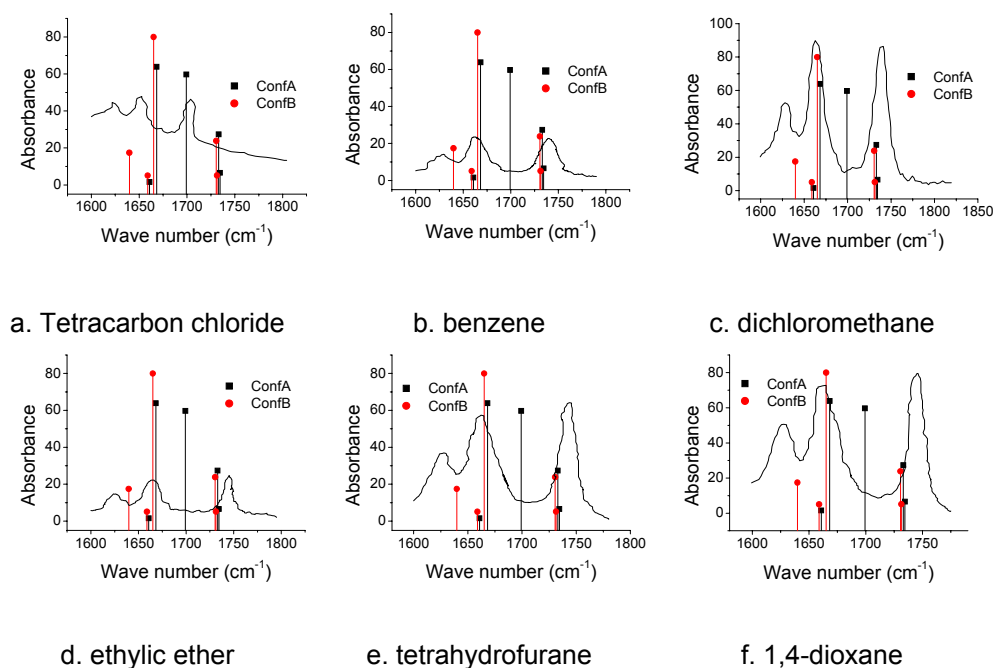 80
60
40
20
0
Absorbance
ConfA
ConfB
1600 1650 1700 1750 1800
Wave number (cm-1)
a. Tetracarbon chloride
80
60
40
20
0
Absorbance
ConfA
ConfB
1600 1650 1700 1750 1800
Wave number (cm-1)
b. benzene
100
80
60
40
20
0
Absorbance
ConfA
ConfB
1600 1650 1700 1750 1800 1850
Wave number (cm-1)
c. dichloromethane
80
60
40
20
0
Absorbance
ConfA
ConfB
1600 1650 1700 1750 1800
Wave number (cm-1)
d. ethylic ether
80
60
40
20
0
Absorbance
ConfA
ConfB
1600 1650 1700 1750 1800
Wave number (cm-1)
e. tetrahydrofurane
80
60
40
20
0
Absorbance
ConfA
ConfB
1600 1650 1700 1750
Wave number (cm-1)
f. 1,4-dioxane